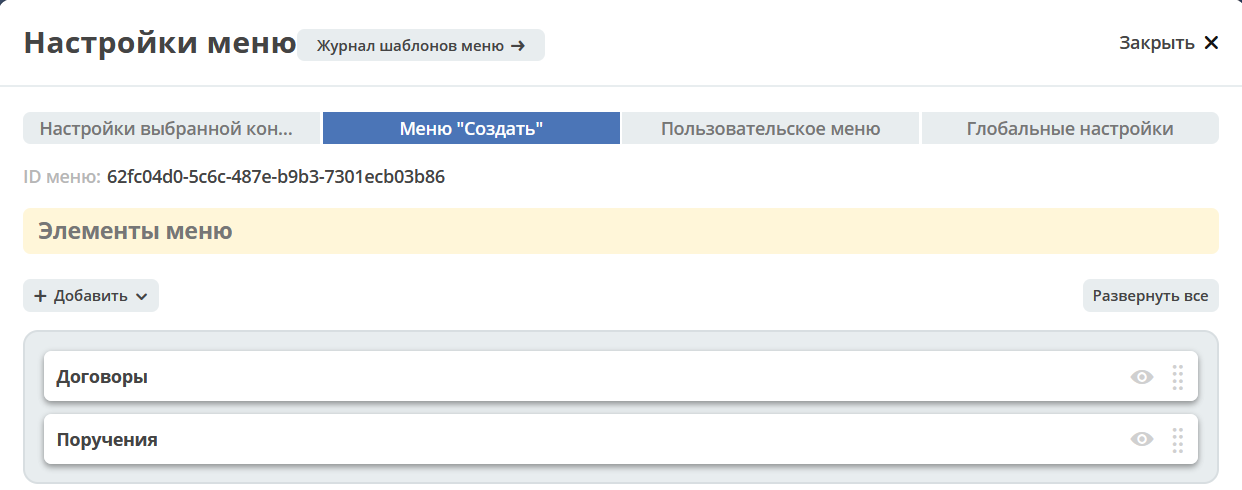 Настройки меню
Журнал шаблонов меню →
Закрыть
Настройки выбранной кон...
Меню "Создать"
Пользовательское меню
Глобальные настройки
ID меню: 62fc04d0-5c6c-487e-b9b3-7301ecb03b86
Элементы меню
+ Добавить
Развернуть все
Договоры
Поручения